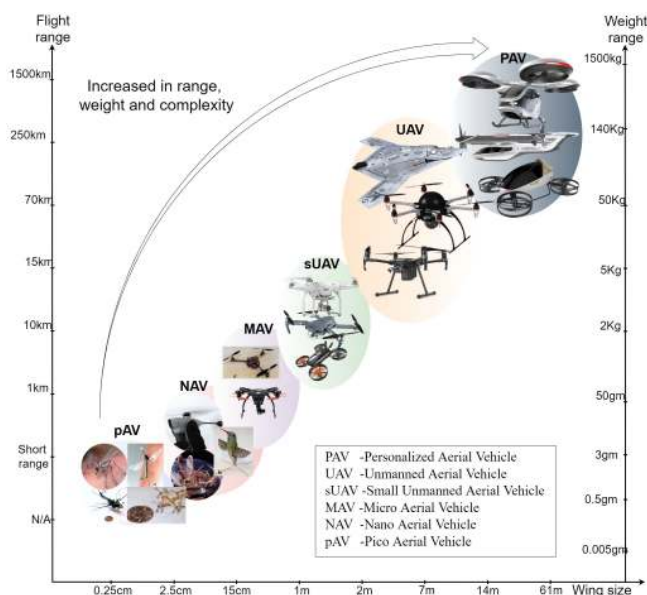 Flight
range
Weight
range
1500km
250km
70km
15km
10km
1km
Short
range
N/A
Increased in range,
weight and complexity
PAV
UAV
sUAV
MAV
NAV
pAV
1500kg
140Kg
50Kg
5Kg
2Kg
50gm
3gm
0.5gm
0.005gm
PAV -Personalized Aerial Vehicle
UAV -Unmanned Aerial Vehicle
sUAV -Small Unmanned Aerial Vehicle
MAV -Micro Aerial Vehicle
NAV -Nano Aerial Vehicle
pAV -Pico Aerial Vehicle
0.25cm 2.5cm 15cm 1m 2m 7m 14m 61m Wing size